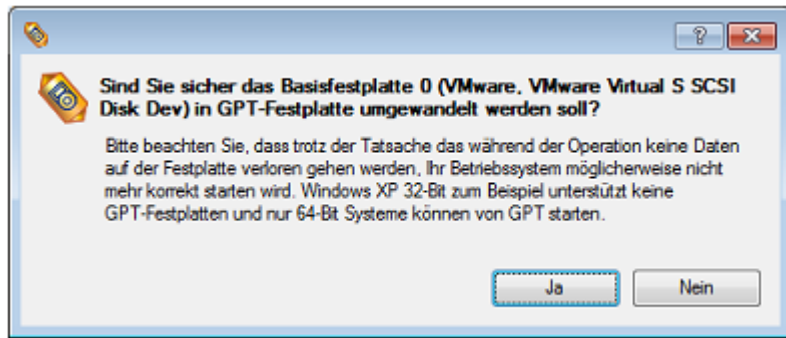 Sind Sie sicher das Basisfestplatte 0 (VMware, VMware Virtual S SCSI
Disk Dev) in GPT-Festplatte umgewandelt werden soll?
Bitte beachten Sie, dass trotz der Tatsache das während der Operation keine Daten
auf der Festplatte verloren gehen werden, Ihr Betriebssystem möglicherweise nicht
mehr korrekt starten wird. Windows XP 32-Bit zum Beispiel unterstützt keine
GPT-Festplatten und nur 64-Bit Systeme können von GPT starten.
Ja Nein